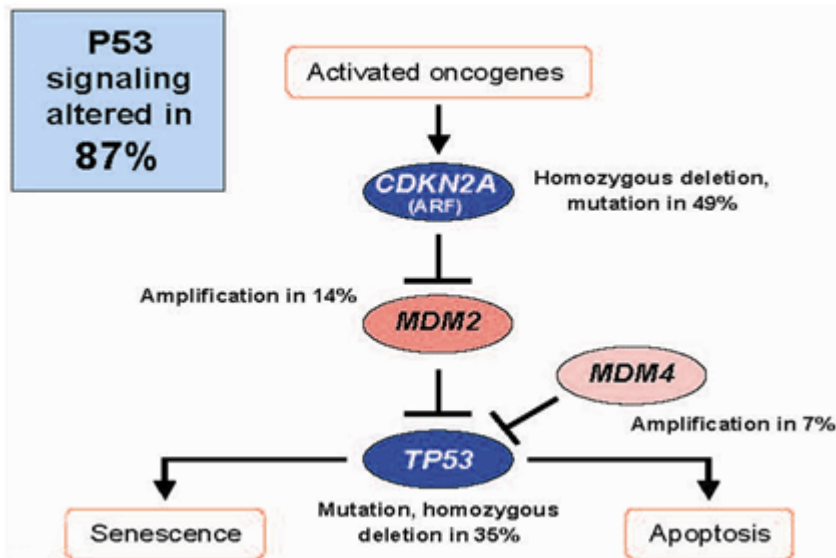 P53
signaling
altered in
87%
Activated oncogenes
CDKN2A
(ARF)
Homozygous deletion,
mutation in 49%
Amplification in 14%
MDM2
MDM4
Amplification in 7%
TP53
Senescence
Mutation, homozygous
deletion in 35%
Apoptosis